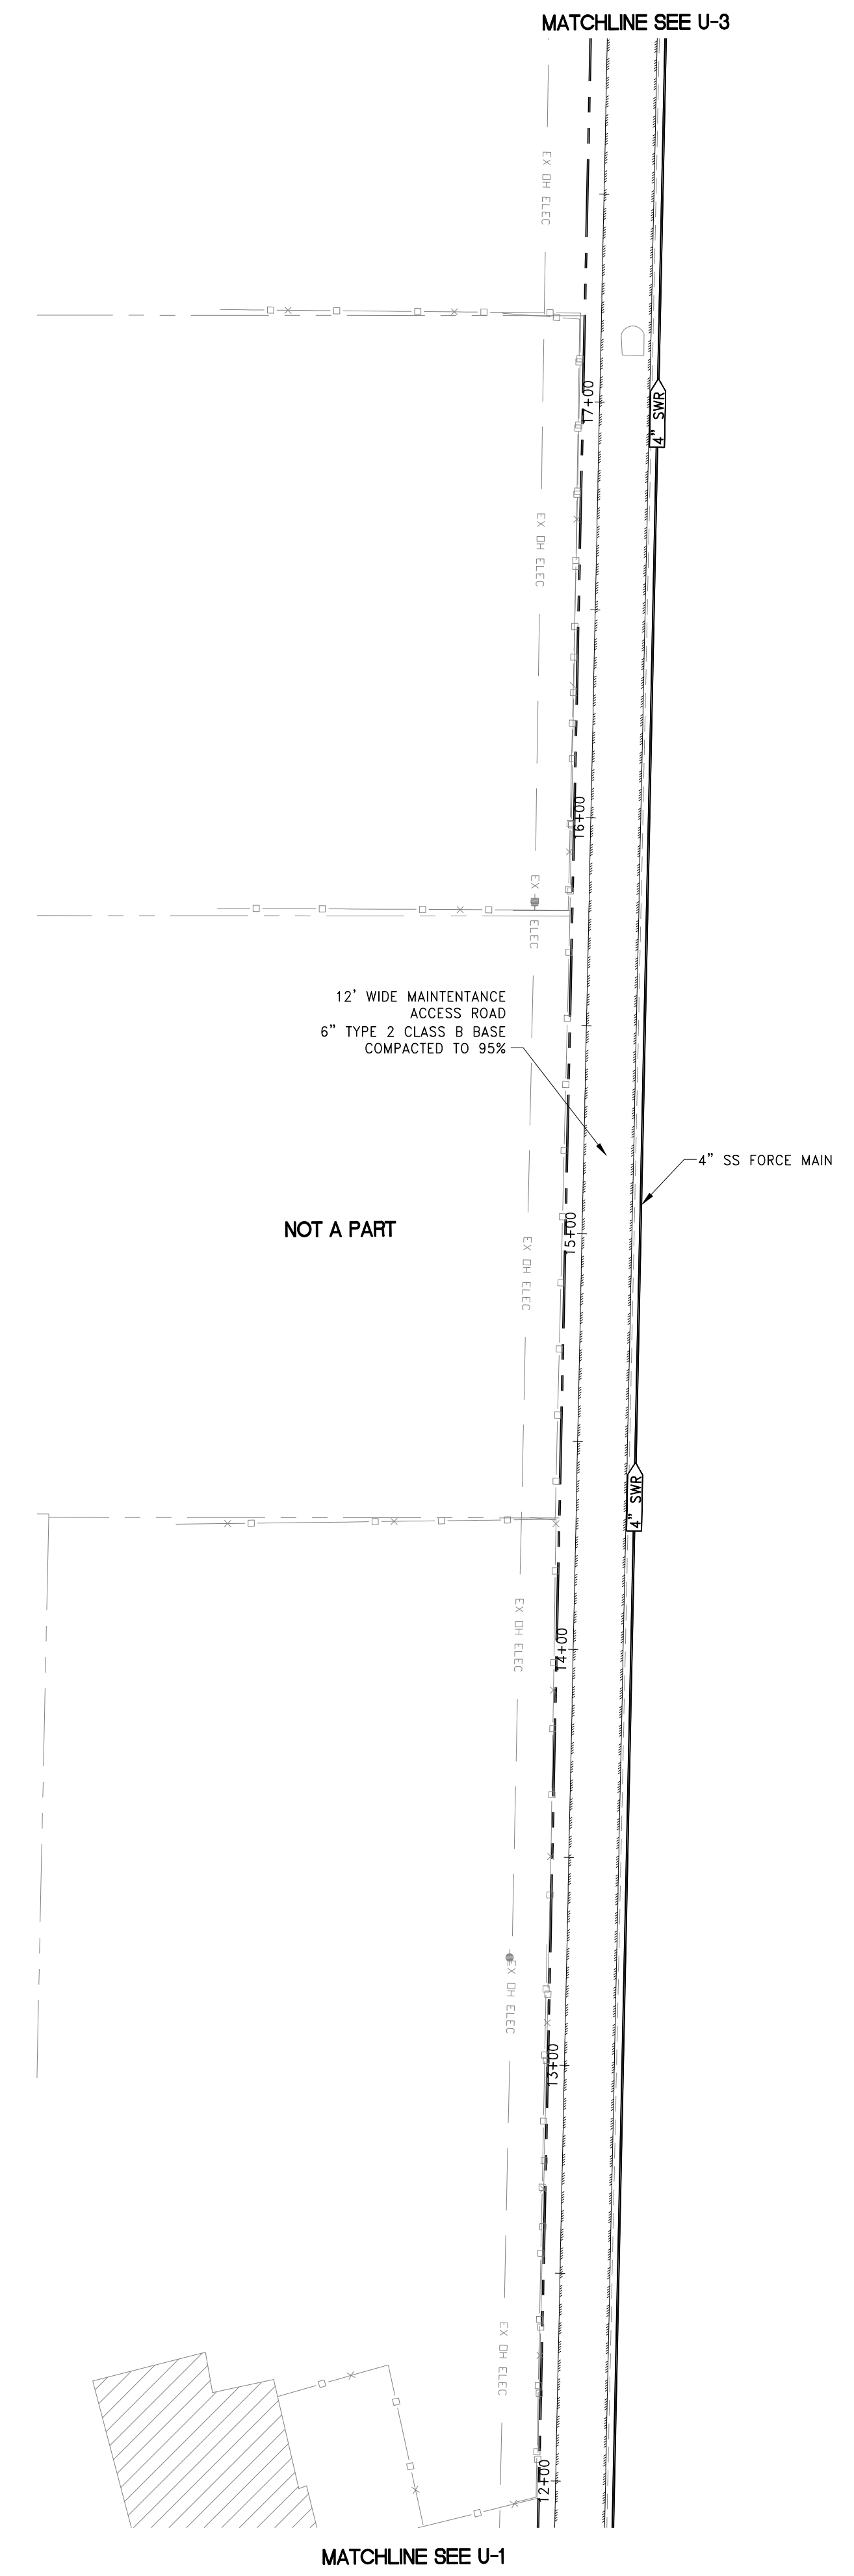 MATCHLINE SEE U-3
EX OH ELEC
17+00
4" SWR
EX OH ELEC
16+00
EX
ELEC
12' WIDE MAINTENTANCE
ACCESS ROAD
6" TYPE 2 CLASS B BASE
COMPACTED TO 95%
4" SS FORCE MAIN
NOT A PART
15+00
EX OH ELEC
4" SWR
EX OH ELEC
14+00
EX OH ELEC
13+00
EX OH ELEC
12+00
MATCHLINE SEE U-1